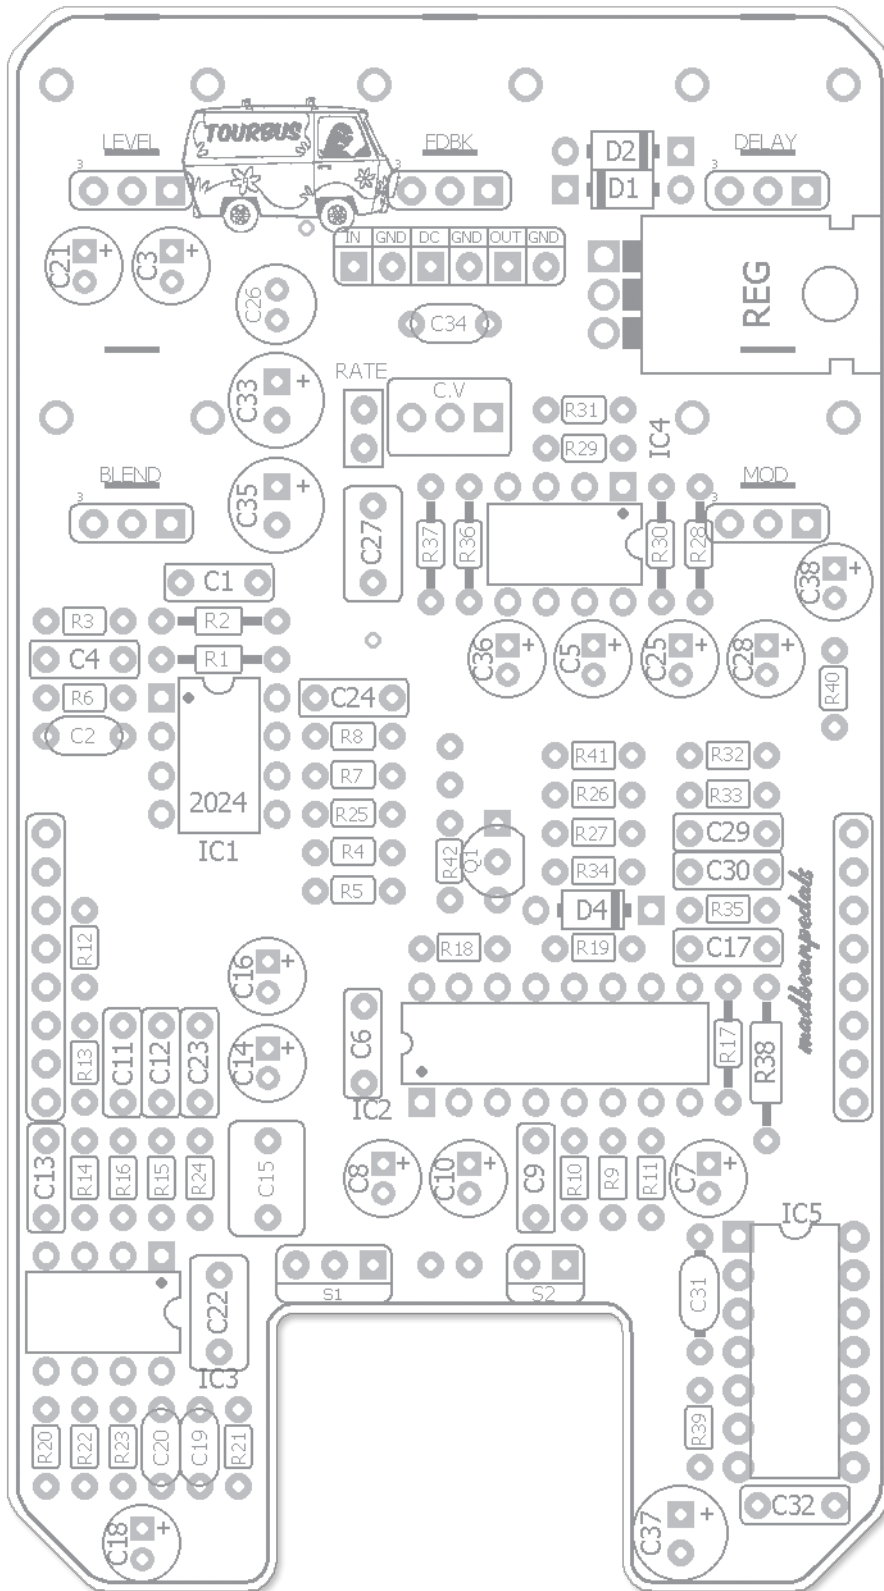 LEVEL
TOURBUS
FDBK
D2
DELAY
3
3
D1
3
C21
+
C3
+
IN GND DC GND OUT GND
C26
C34
REG
C33
+
RATE
C.V
R31
R29
IC4
BLEND
3
C35
+
C27
R37
R36
R30
R28
MOD
3
C1
C38
+
R3
R2
C4
R1
C36
+
C5
+
C25
+
C28
+
R6
C24
R40
C2
R8
R41
R32
R7
R26
R33
2024
R25
R27
C29
IC1
R4
R42
Q1
R34
C30
R5
D4
R35
madbeanpedals
R12
C16
+
R18
R19
C17
R13
C11
C12
C23
C14
+
C6
R17
R38
IC2
C13
R14
R16
R15
R24
C15
C8
+
C10
+
C9
R10
R9
R11
C7
+
IC5
C22
S1
S2
C31
IC3
R20
R22
R23
C20
C19
R21
R39
C18
+
C37
+
C32